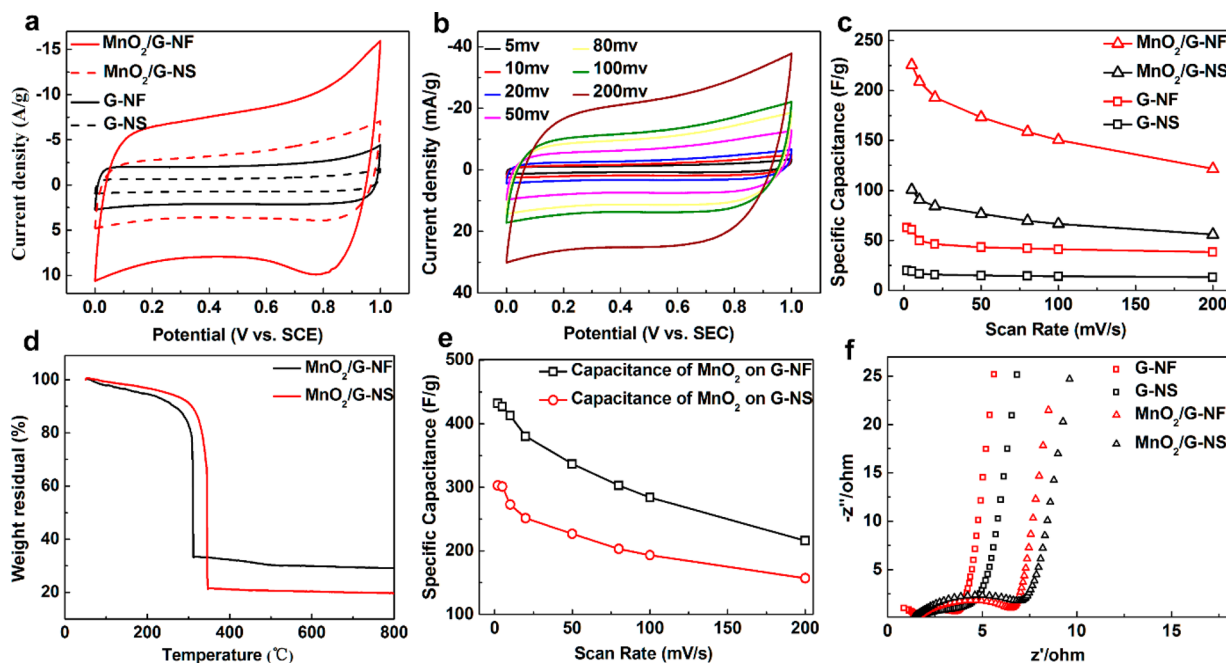 a
-15
-10
-5
0
5
10
0.0 0.2 0.4 0.6 0.8 1.0
Current density (A/g)
Potential (V vs. SCE)
MnO₂/G-NF
MnO₂/G-NS
G-NF
G-NS
b
-40
-20
0
20
40
0.0 0.2 0.4 0.6 0.8 1.0
Current density (mA/g)
Potential (V vs. SEC)
5mv 80mv
10mv 100mv
20mv 200mv
50mv
c
250
200
150
100
50
0
0 50 100 150 200
Specific Capacitance (F/g)
Scan Rate (mV/s)
MnO₂/G-NF
MnO₂/G-NS
G-NF
G-NS
d
100
80
60
40
20
0 200 400 600 800
Weight residual (%)
Temperature (℃)
MnO₂/G-NF
MnO₂/G-NS
e
500
400
300
200
100
0 50 100 150 200
Specific Capacitance (F/g)
Scan Rate (mV/s)
Capacitance of MnO₂ on G-NF
Capacitance of MnO₂ on G-NS
f
25
20
15
10
5
0 5 10 15
-z''/ohm
z'/ohm
G-NF
G-NS
MnO₂/G-NF
MnO₂/G-NS